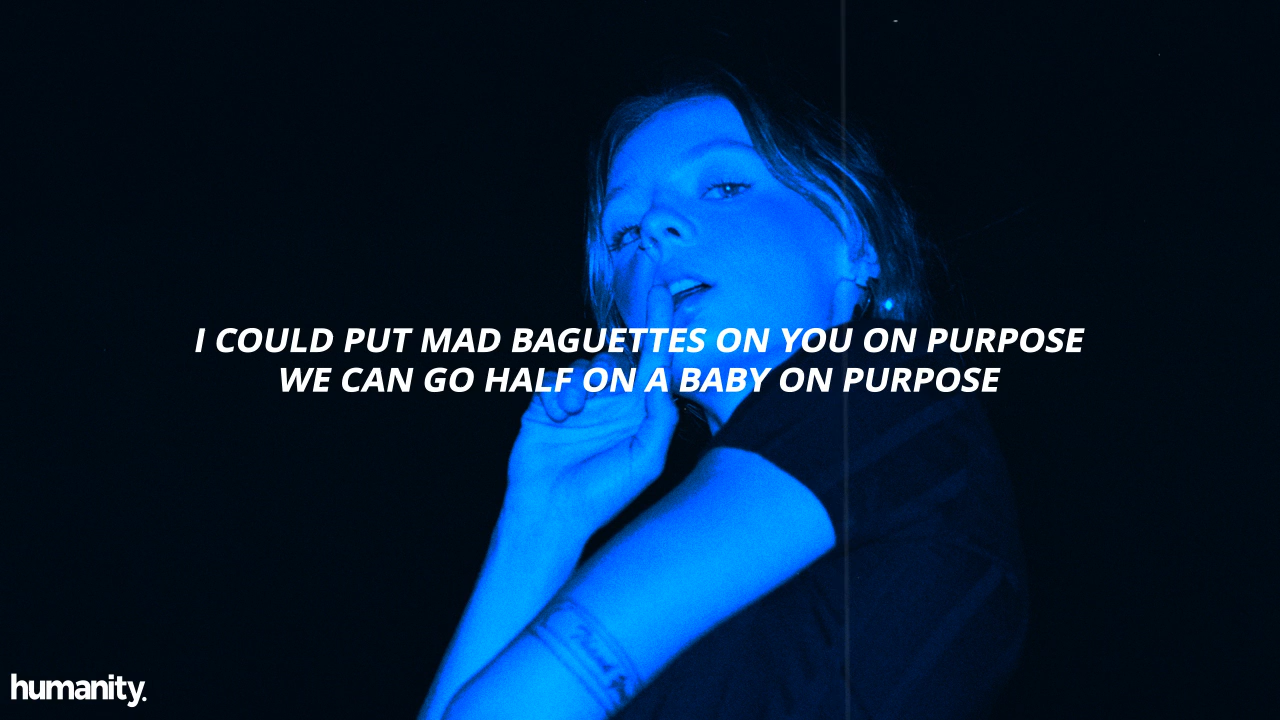 I COULD PUT MAD BAGUETTES ON YOU ON PURPOSE
WE CAN GO HALF ON A BABY ON PURPOSE
humanity.